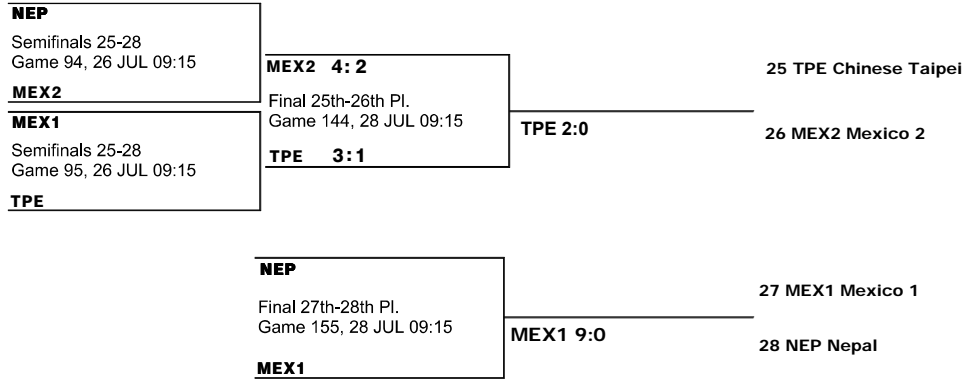 NEP
Semifinals 25-28
Game 94, 26 JUL 09:15
MEX2
MEX1
Semifinals 25-28
Game 95, 26 JUL 09:15
TPE
MEX2 4:2
Final 25th-26th Pl.
Game 144, 28 JUL 09:15
TPE 3:1
TPE 2:0
25 TPE Chinese Taipei
26 MEX2 Mexico 2
NEP
Final 27th-28th Pl.
Game 155, 28 JUL 09:15
MEX1
MEX1 9:0
27 MEX1 Mexico 1
28 NEP Nepal